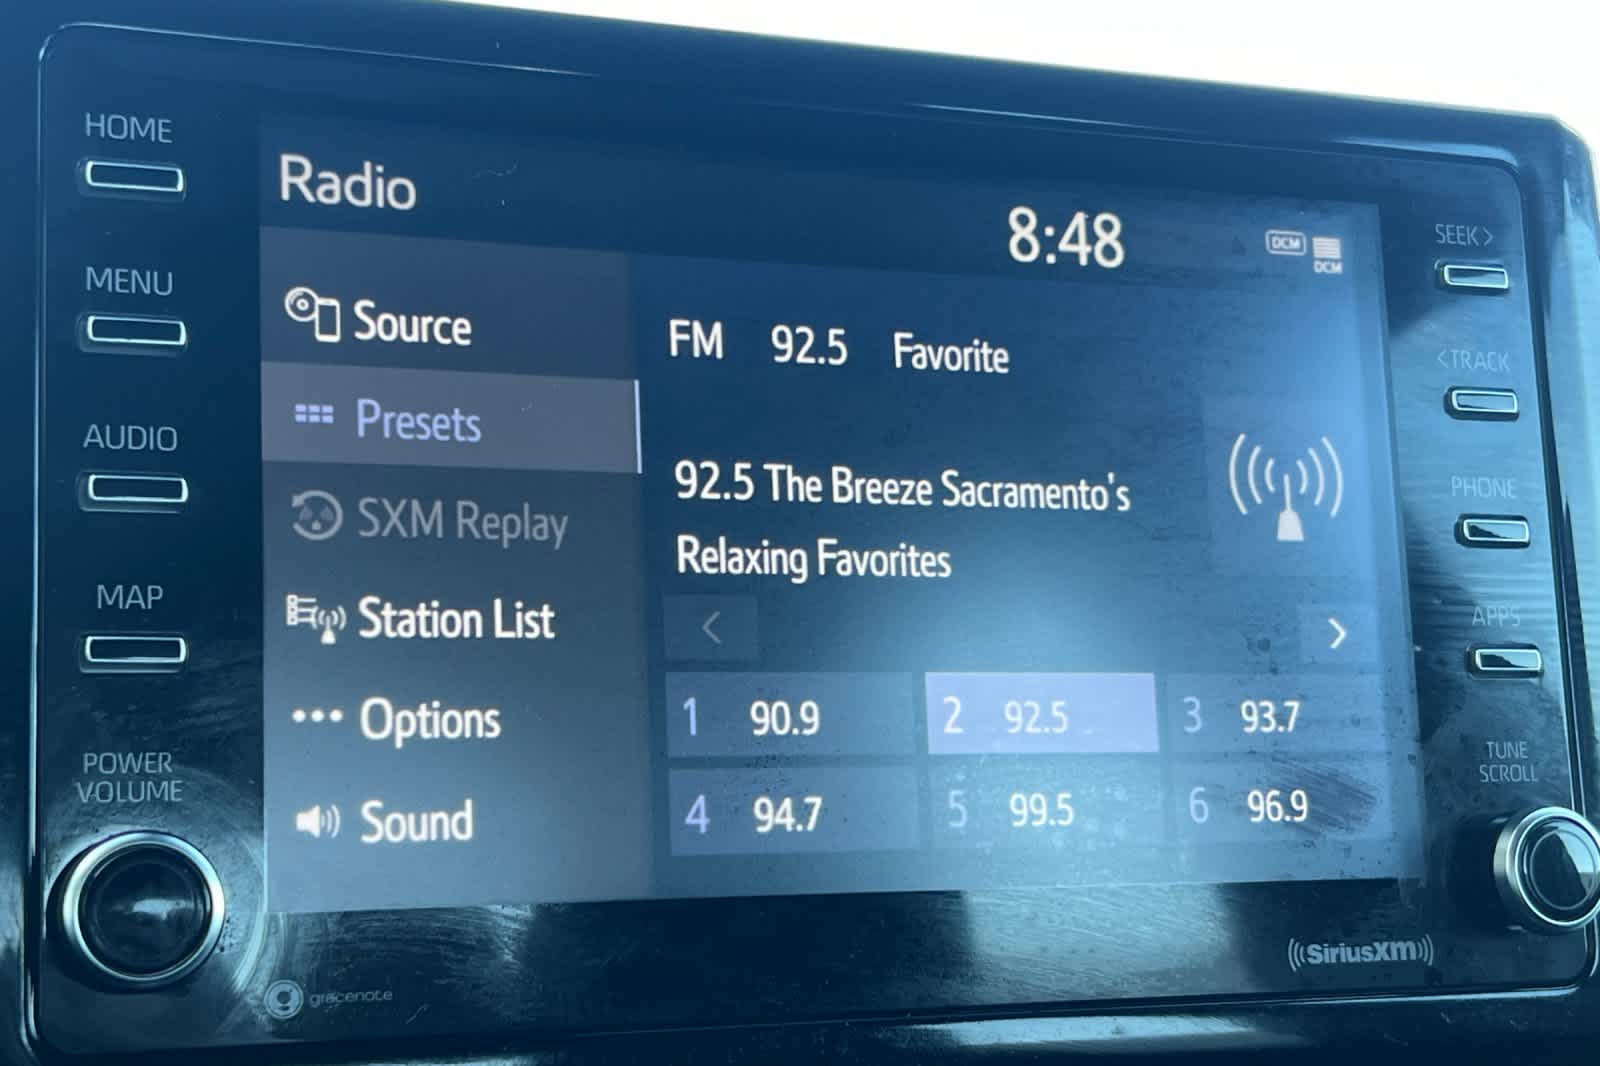 HOME
MENU
AUDIO
MAP
POWER
VOLUME
Radio
8:48
DCM
DCM
Source
Presets
SXM Replay
Station List
Options
Sound
FM 92.5 Favorite
92.5 The Breeze Sacramento's
Relaxing Favorites
< >
1 90.9 2 92.5 3 93.7
4 94.7 5 99.5 6 96.9
SEEK >
< TRACK
PHONE
APPS
TUNE
SCROLL
gracenote
((SiriusXM))